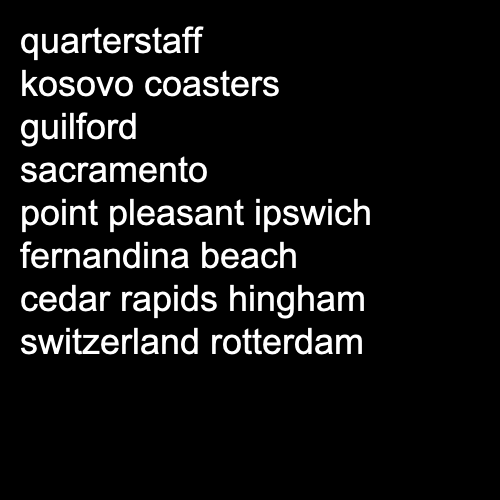 quarterstaff
kosovo coasters
guilford
sacramento
point pleasant ipswich
fernandina beach
cedar rapids hingham
switzerland rotterdam